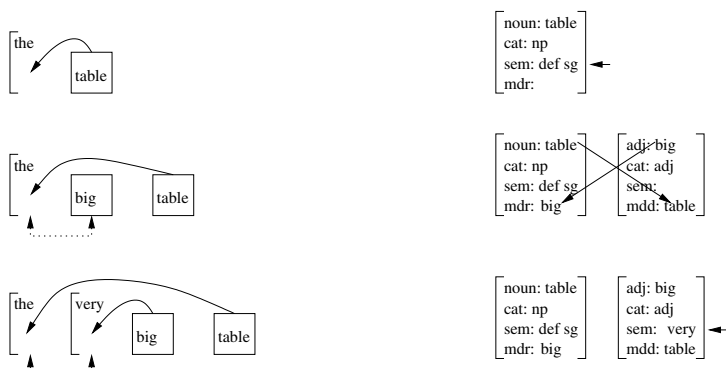 the
table
noun: table
cat: np
sem: def sg
mdr:
the
big
table
noun: table
cat: np
sem: def sg
mdr: big
adj: big
cat: adj
sem:
mdd: table
the
very
big
table
noun: table
cat: np
sem: def sg
mdr: big
adj: big
cat: adj
sem: very
mdd: table